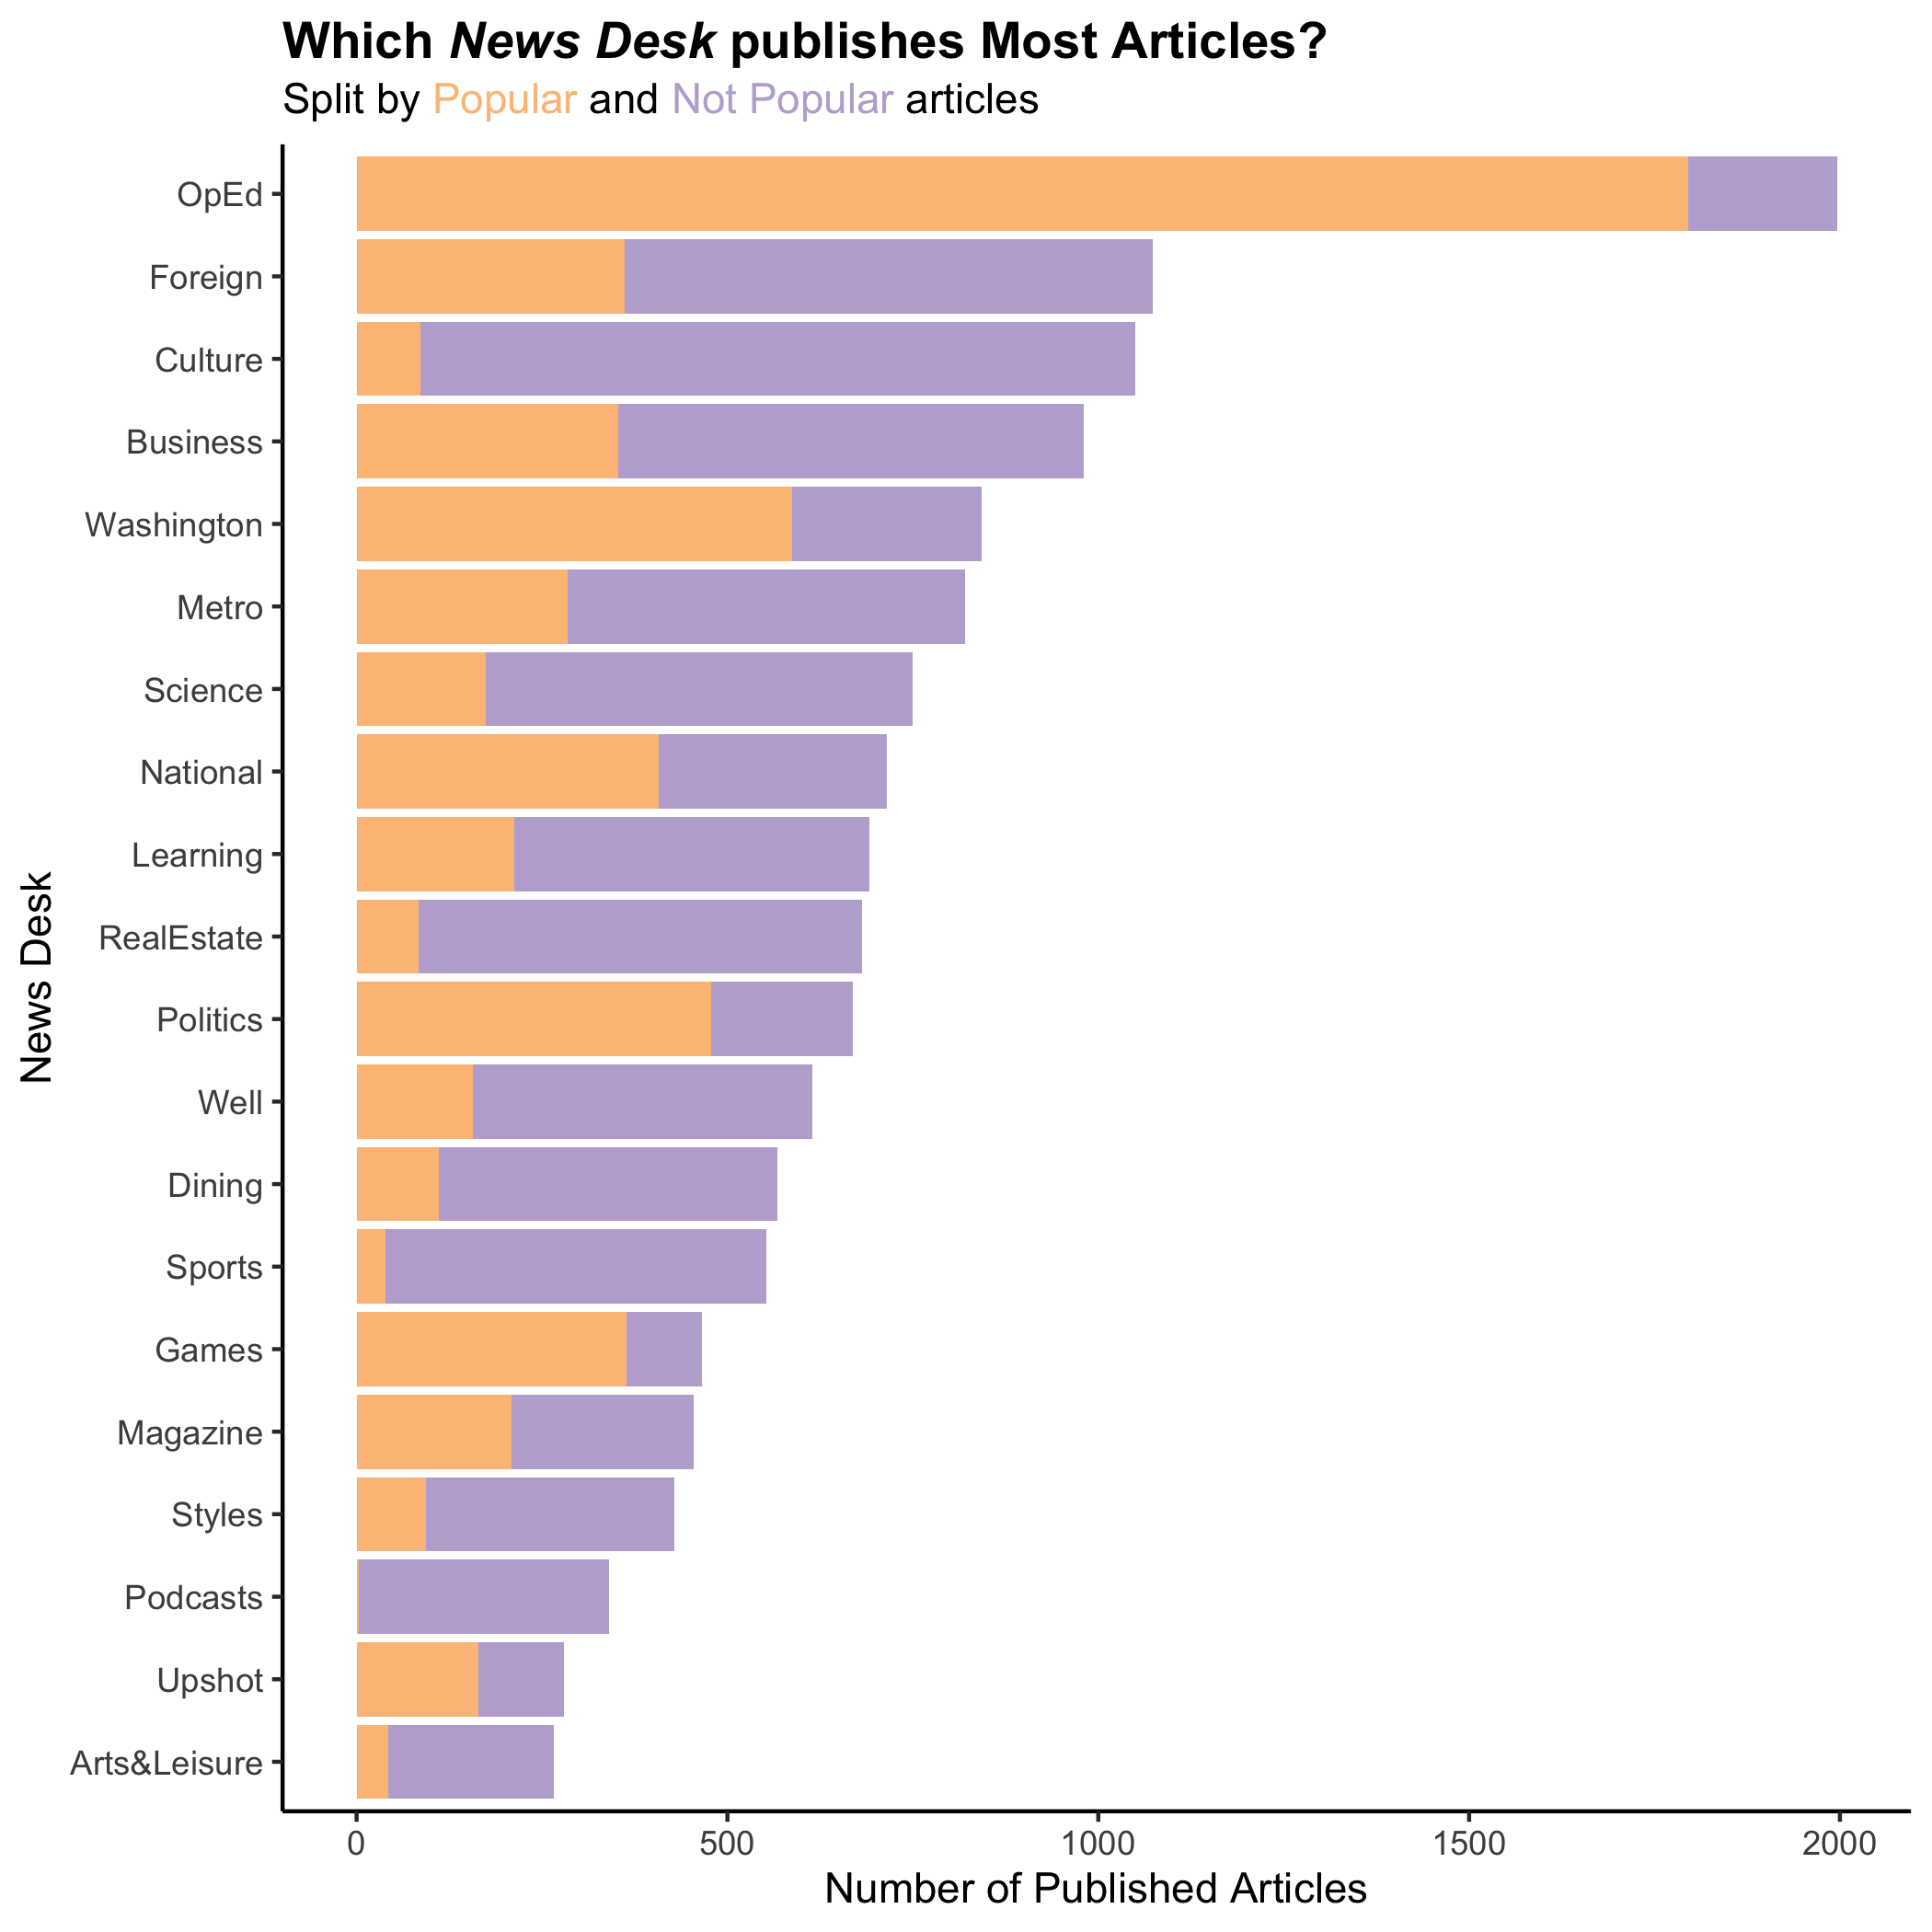 Which News Desk publishes Most Articles?
Split by Popular and Not Popular articles
OpEd
Foreign
Culture
Business
Washington
Metro
Science
National
Learning
RealEstate
Politics
Well
Dining
Sports
Games
Magazine
Styles
Podcasts
Upshot
Arts&Leisure
News Desk
0 500 1000 1500 2000
Number of Published Articles